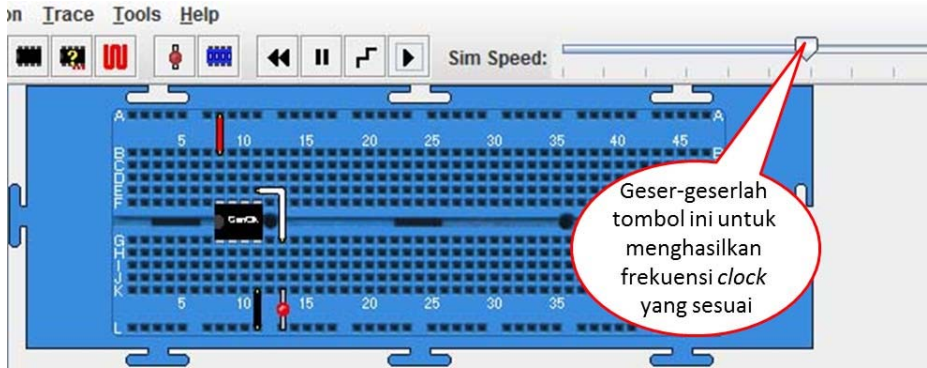 on Trace Tools Help
Sim Speed:
A A
5 10 15 20 25 30 35 40 45
B B
C
D
E
F
GenClk
G
H
I
J
K
5 10 15 20 25 30 35
L
Geser-geserlah
tombol ini untuk
menghasilkan
frekuensi clock
yang sesuai